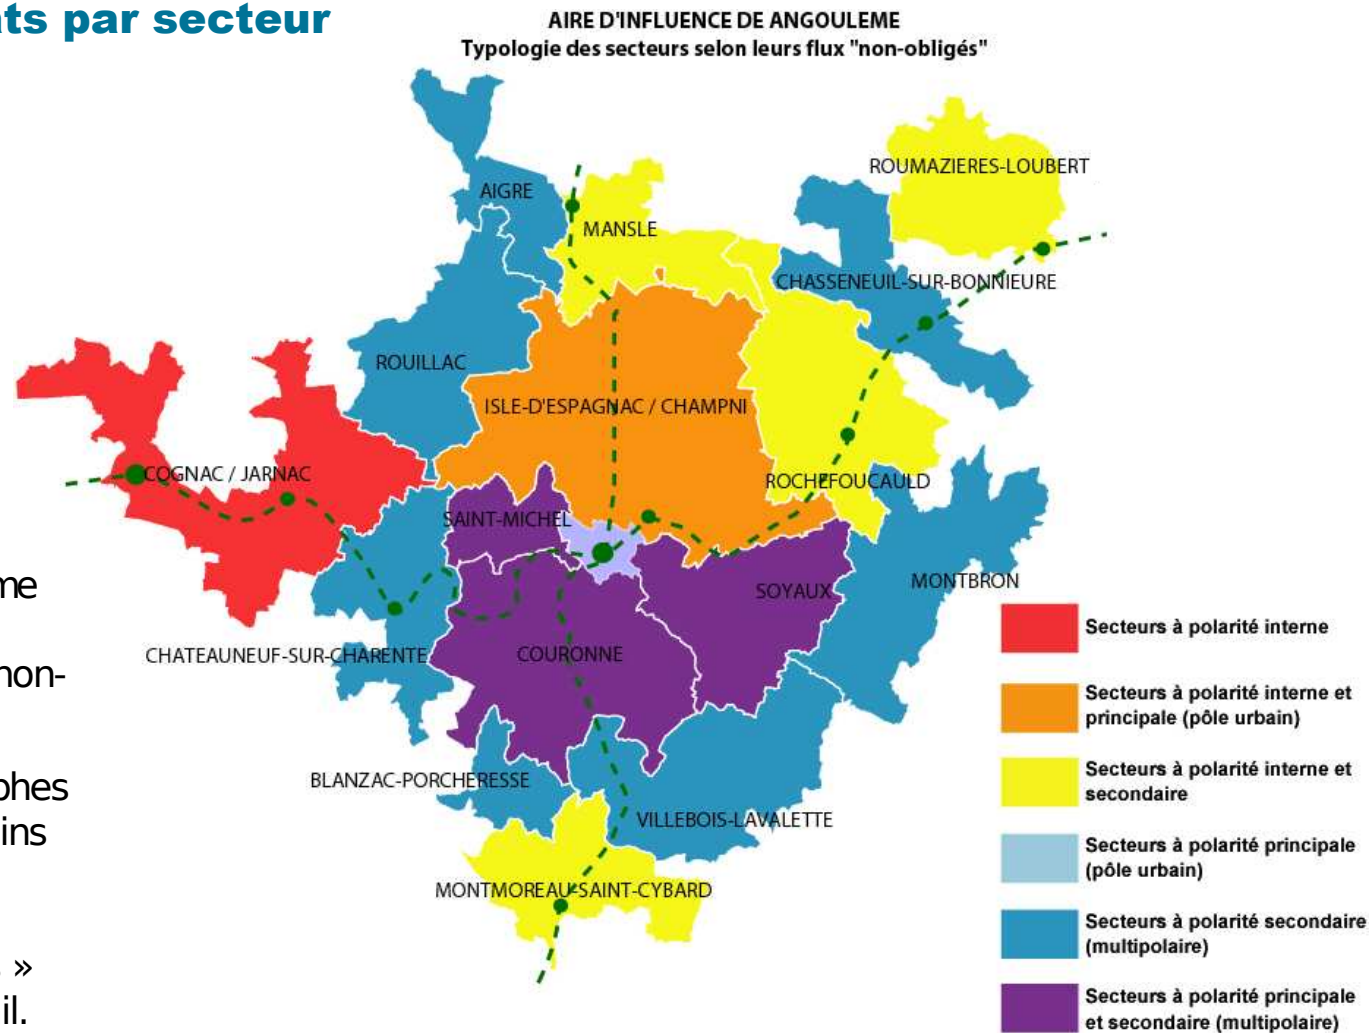 ats par secteur
AIRE D'INFLUENCE DE ANGOULEME
Typologie des secteurs selon leurs flux "non-obligés"
ROUMAZIERES-LOUBERT
AIGRE
MANSLE
CHASSENEUIL-SUR-BONNIEURE
ROUILLAC
ISLE-D'ESPAGNAC / CHAMPNI
COGNAC / JARNAC
ROCHEFOUCAULD
SAINT-MICHEL
SOYAUX
MONTBRON
CHATEAUNEUF-SUR-CHARENTE
COURONNE
BLANZAC-PORCHERESSE
VILLEBOIS-LAVALETTE
MONTMOREAU-SAINT-CYBARD
me
non-
phes
ins
»
il.
Secteurs à polarité interne
Secteurs à polarité interne et
principale (pôle urbain)
Secteurs à polarité interne et
secondaire
Secteurs à polarité principale
(pôle urbain)
Secteurs à polarité secondaire
(multipolaire)
Secteurs à polarité principale
et secondaire (multipolaire)